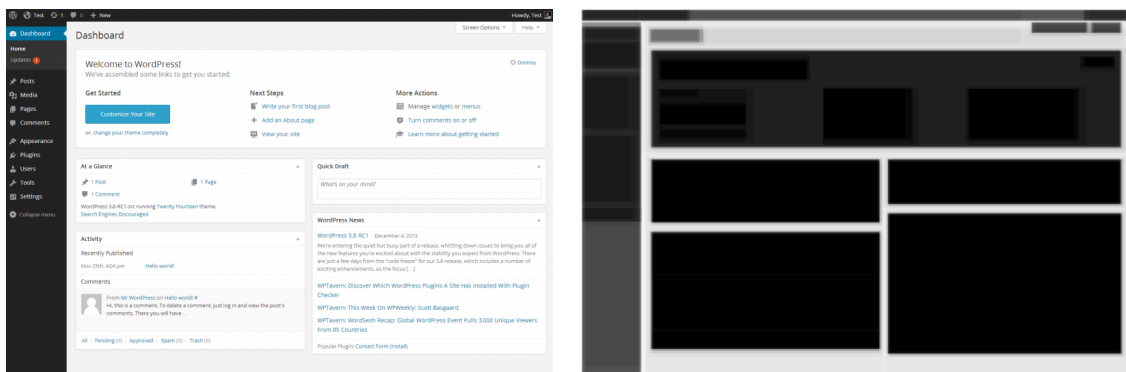 Test 1 0 + New Howdy, Test
Dashboard
Home
Updates 1
Posts
Media
Pages
Comments
Appearance
Plugins
Users
Tools
Settings
Collapse menu
Screen Options Help
Dashboard
Welcome to WordPress!
We've assembled some links to get you started:
Dismiss
Get Started
Customize Your Site
or, change your theme completely
Next Steps
Write your first blog post
Add an About page
View your site
More Actions
Manage widgets or menus
Turn comments on or off
Learn more about getting started
At a Glance
1 Post 1 Page
1 Comment
WordPress 3.8-RC1-src running Twenty Fourteen theme.
Search Engines Discouraged
Activity
Recently Published
Nov 25th, 4:04 pm Hello world!
Comments
From Mr WordPress on Hello world! #
Hi, this is a comment. To delete a comment, just log in and view the post's
comments. There you will have …
All | Pending (0) | Approved | Spam (0) | Trash (0)
Quick Draft
What's on your mind?
WordPress News
WordPress 3.8 RC1 December 4, 2013
We're entering the quiet but busy part of a release, whittling down issues to bring you all of
the new features you're excited about with the stability you expect from WordPress. There
are just a few days from the "code freeze" for our 3.8 release, which includes a number of
exciting enhancements, so the focus […]
WPTavern: Discover Which WordPress Plugins A Site Has Installed With Plugin
Checker
WPTavern: This Week On WPWeekly: Scott Basgaard
WPTavern: WordSesh Recap: Global WordPress Event Pulls 3,000 Unique Viewers
From 85 Countries
Popular Plugin: Contact Form (Install)